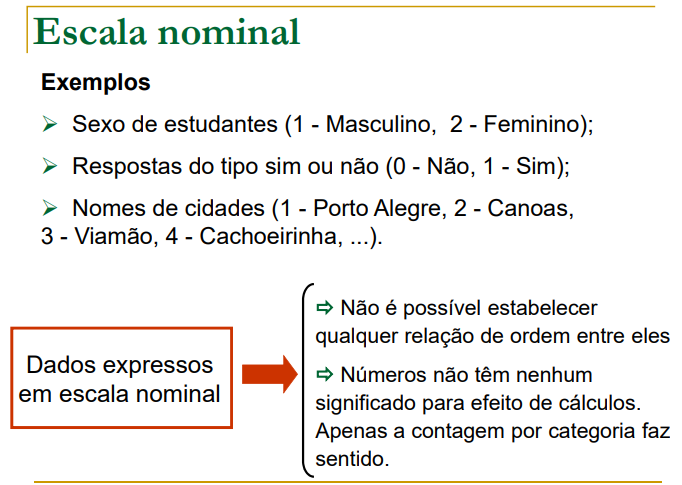 Escala nominal
Exemplos
➢ Sexo de estudantes (1 - Masculino, 2 - Feminino);
➢ Respostas do tipo sim ou não (0 - Não, 1 - Sim);
➢ Nomes de cidades (1 - Porto Alegre, 2 - Canoas,
3 - Viamão, 4 - Cachoeirinha, ...).
Dados expressos
em escala nominal
⇨ Não é possível estabelecer
qualquer relação de ordem entre eles
⇨ Números não têm nenhum
significado para efeito de cálculos.
Apenas a contagem por categoria faz
sentido.